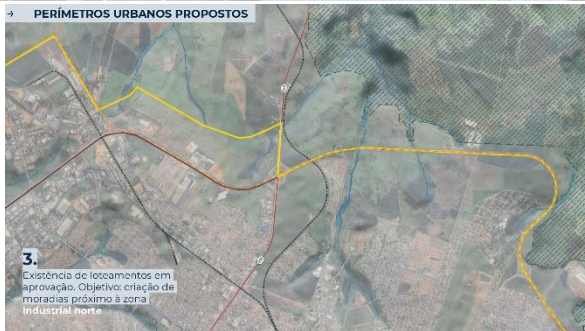 → PERÍMETROS URBANOS PROPOSTOS
3.
Existência de loteamentos em
aprovação. Objetivo: criação de
moradias próximo à zona
industrial norte